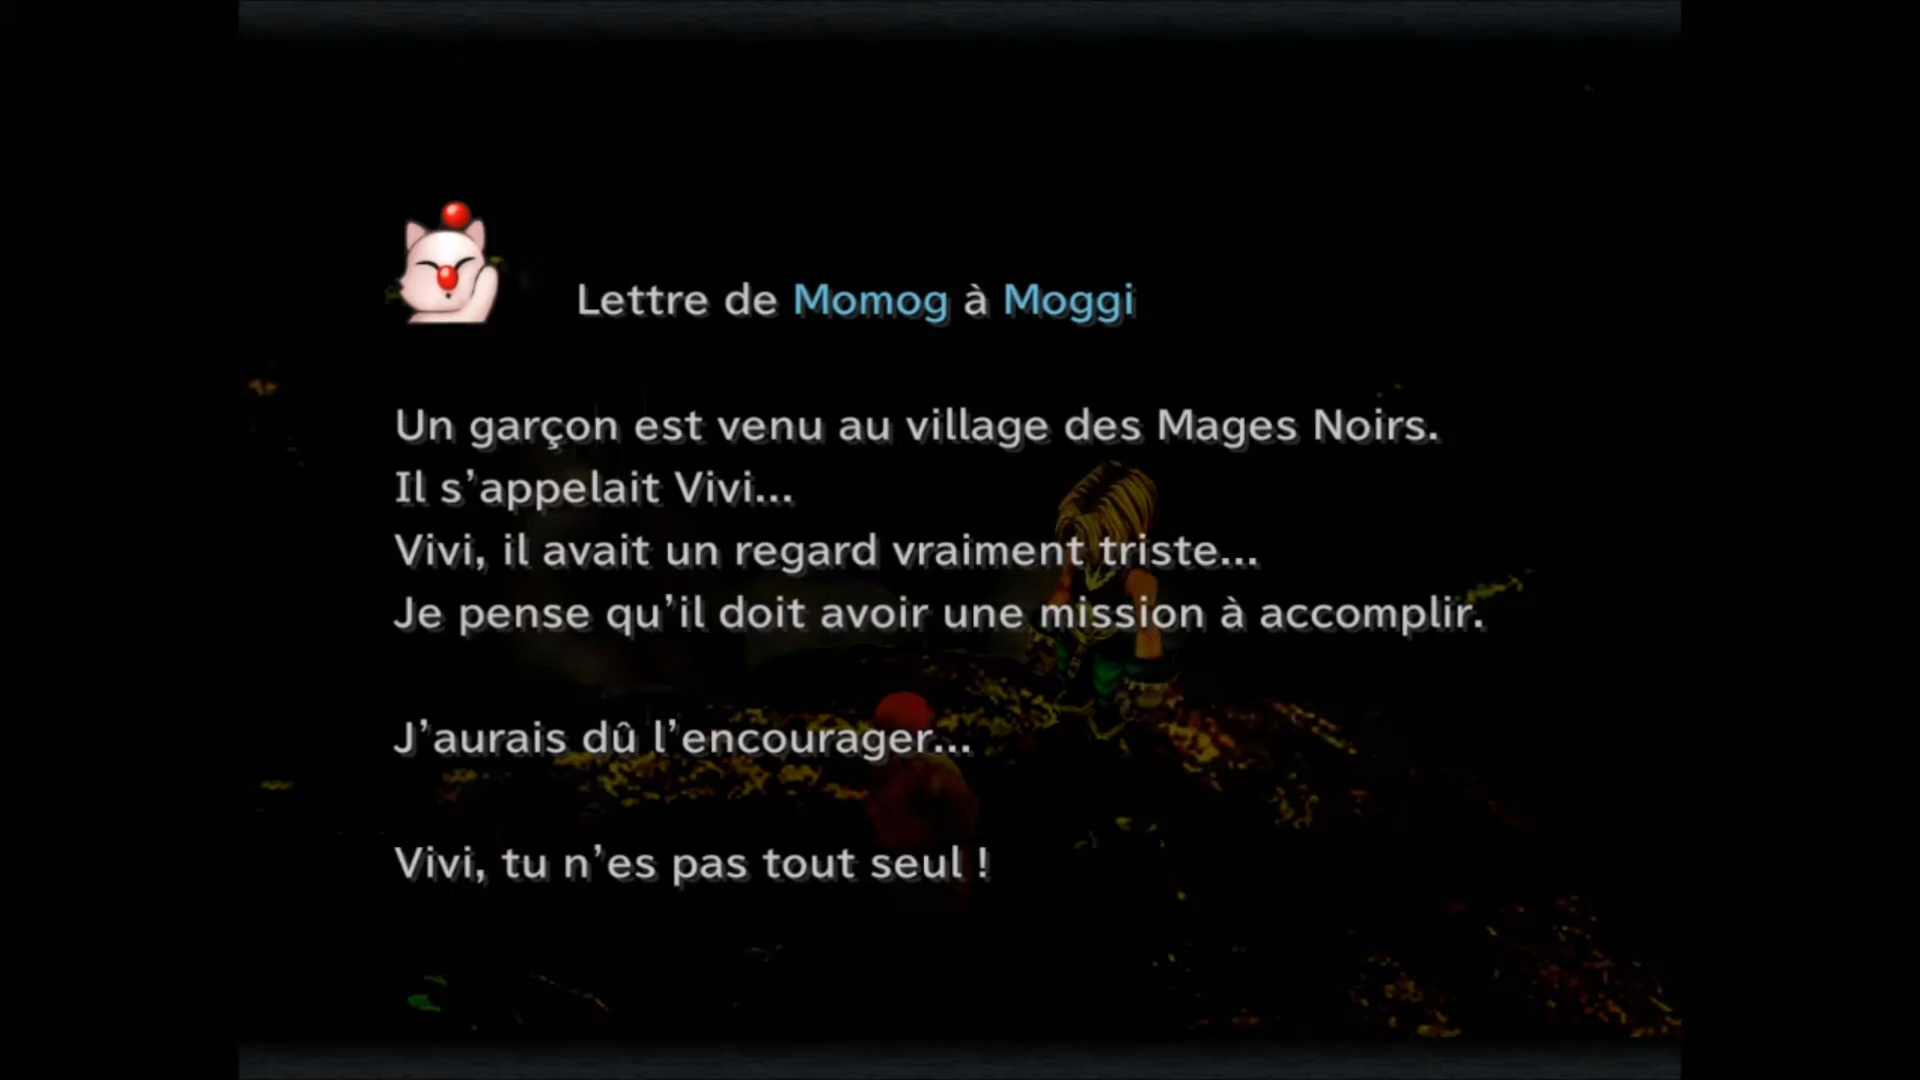 Lettre de Momog à Moggi
Un garçon est venu au village des Mages Noirs.
Il s’appelait Vivi...
Vivi, il avait un regard vraiment triste...
Je pense qu’il doit avoir une mission à accomplir.
J’aurais dû l’encourager...
Vivi, tu n’es pas tout seul !